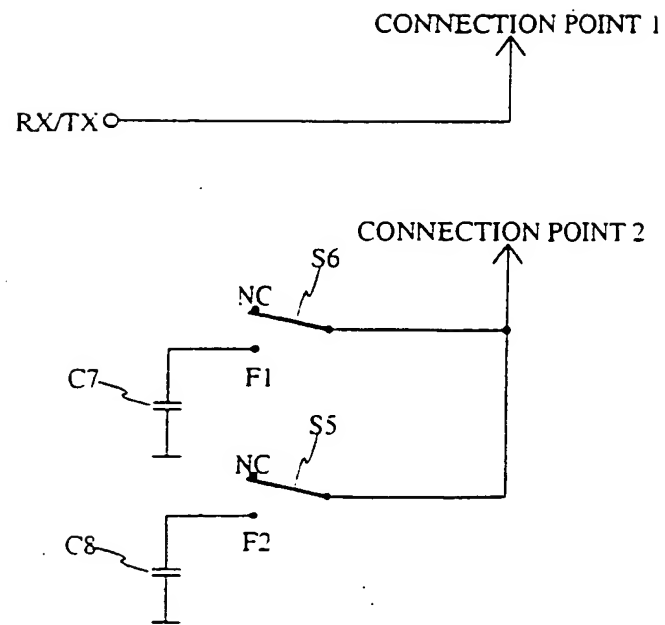 CONNECTION POINT 1
RX/TX
CONNECTION POINT 2
S6
NC
C7
F1
S5
NC
F2
C8